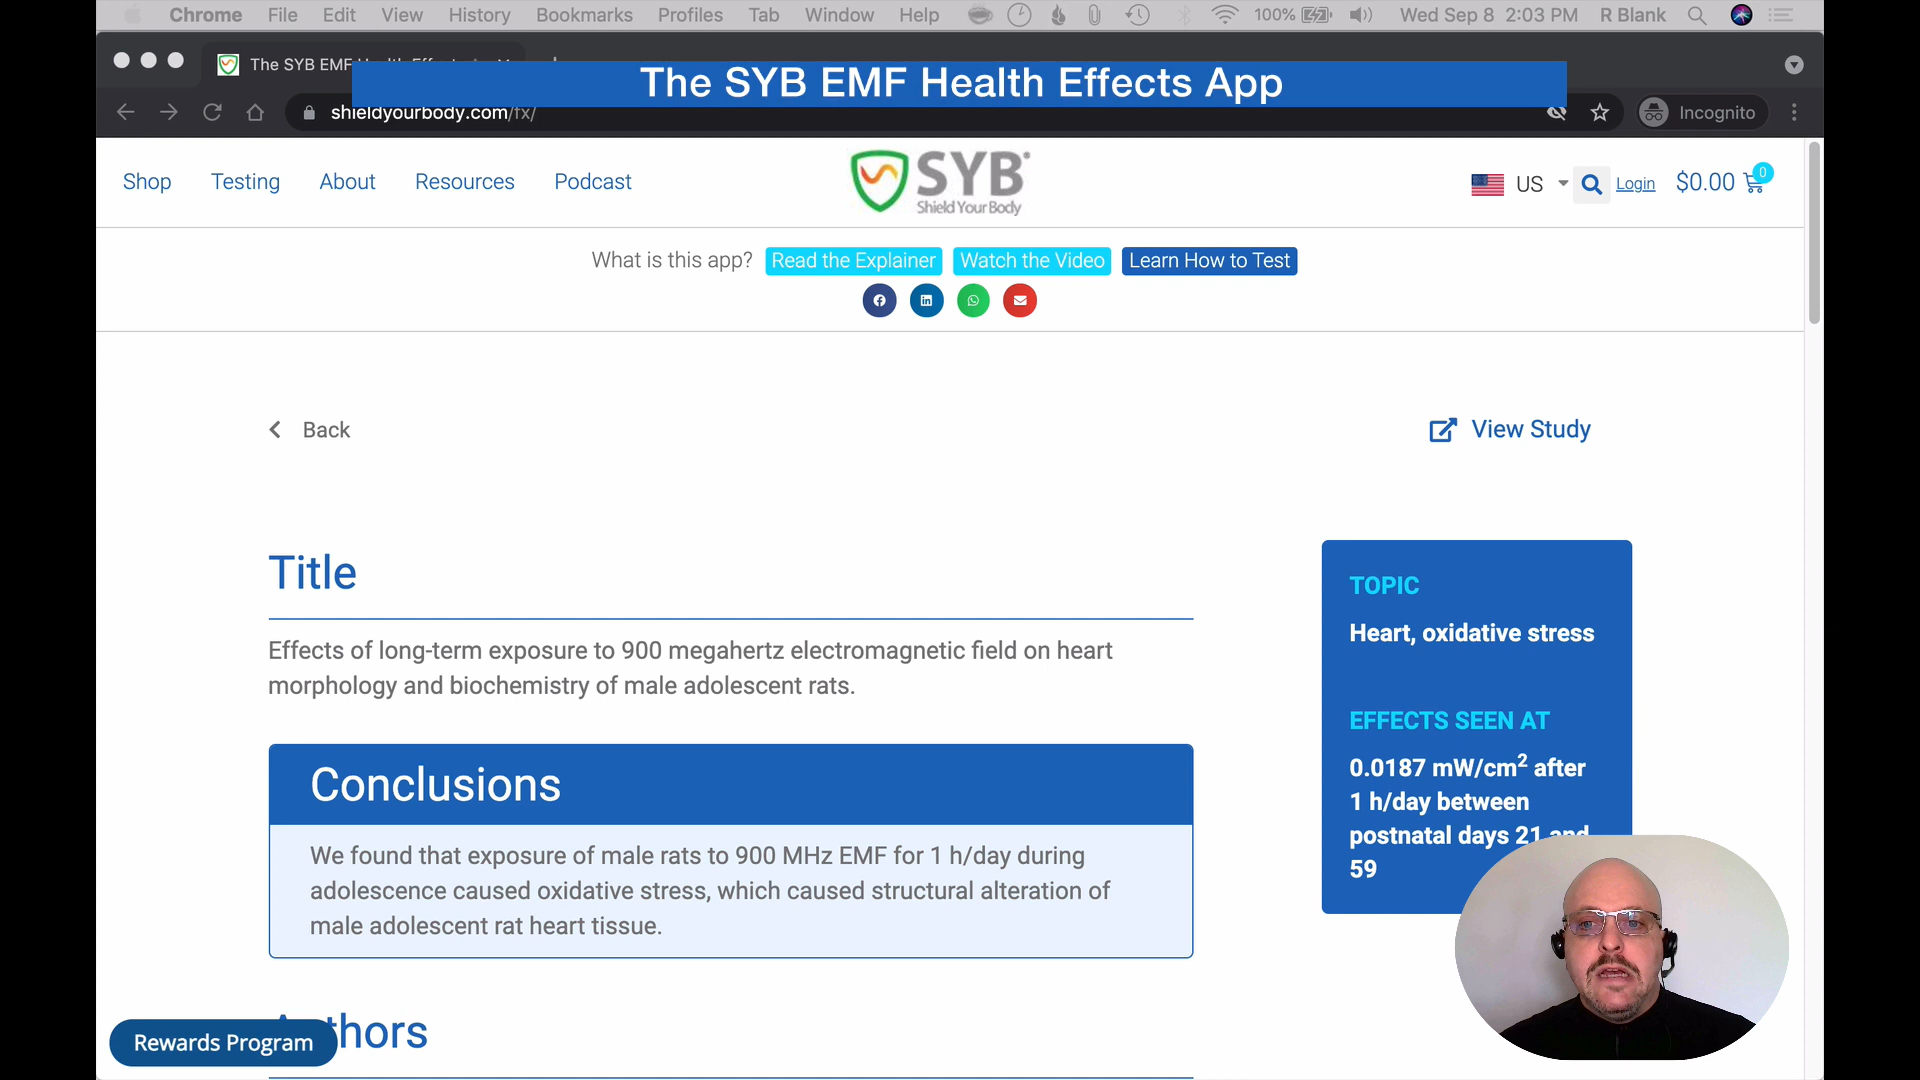 Chrome File Edit View History Bookmarks Profiles Tab Window Help 100% Wed Sep 8 2:03 PM R Blank
The SYB EMF
The SYB EMF Health Effects App
shieldyourbody.com/fx/ Incognito
Shop Testing About Resources Podcast
SYB
Shield Your Body
US Login $0.00 0
What is this app? Read the Explainer Watch the Video Learn How to Test
Back
View Study
Title
Effects of long-term exposure to 900 megahertz electromagnetic field on heart
morphology and biochemistry of male adolescent rats.
Conclusions
We found that exposure of male rats to 900 MHz EMF for 1 h/day during
adolescence caused oxidative stress, which caused structural alteration of
male adolescent rat heart tissue.
TOPIC
Heart, oxidative stress
EFFECTS SEEN AT
0.0187 mW/cm² after
1 h/day between
postnatal days 21 and
59
Authors
Rewards Program